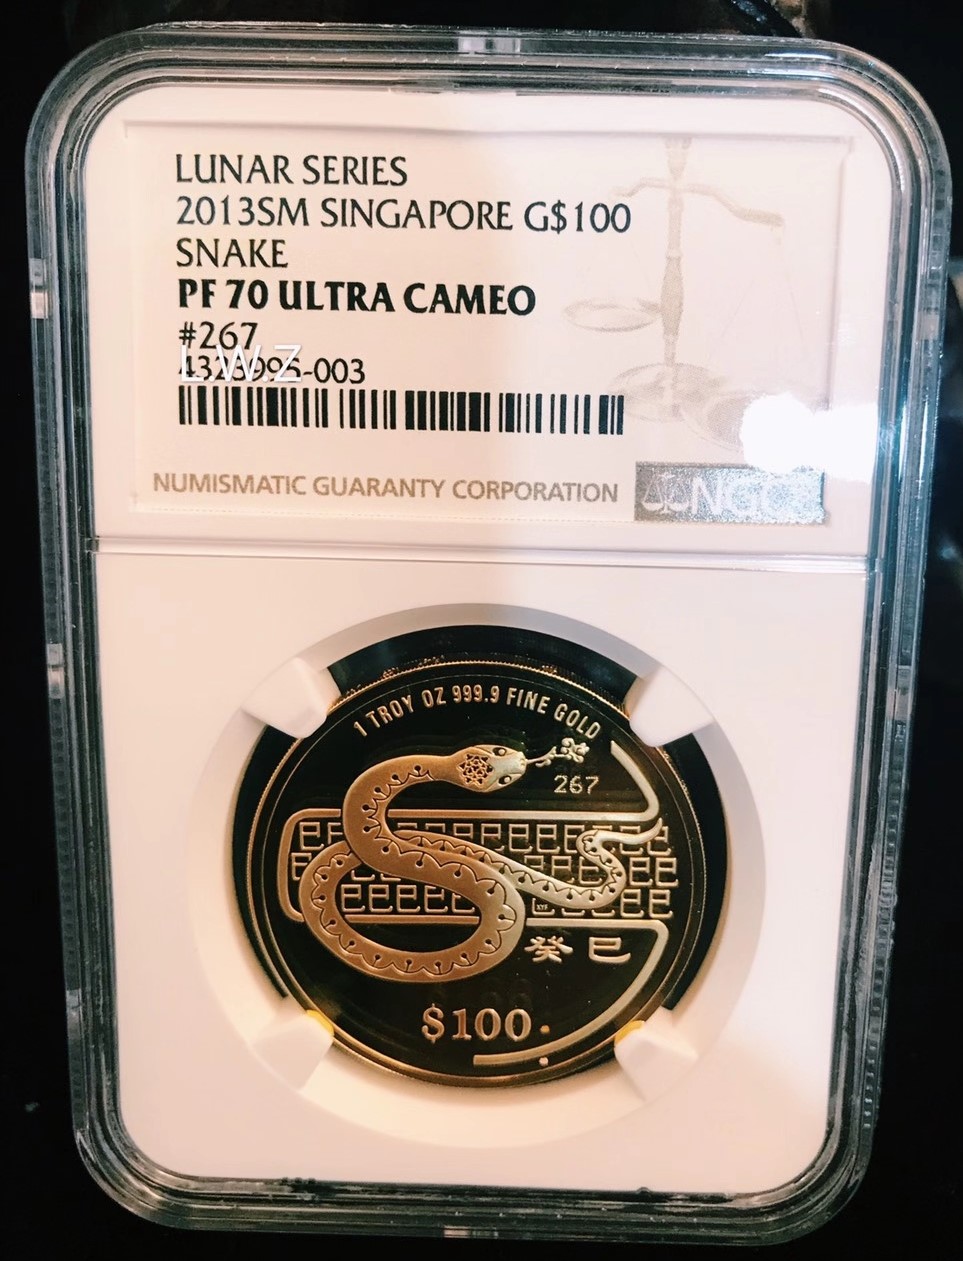 LUNAR SERIES
2013SM SINGAPORE G$100
SNAKE
PF 70 ULTRA CAMEO
#267
L.W.Z
-003
NUMISMATIC GUARANTY CORPORATION
NGC
1 TROY OZ 999.9 FINE GOLD
267
癸巳
$100